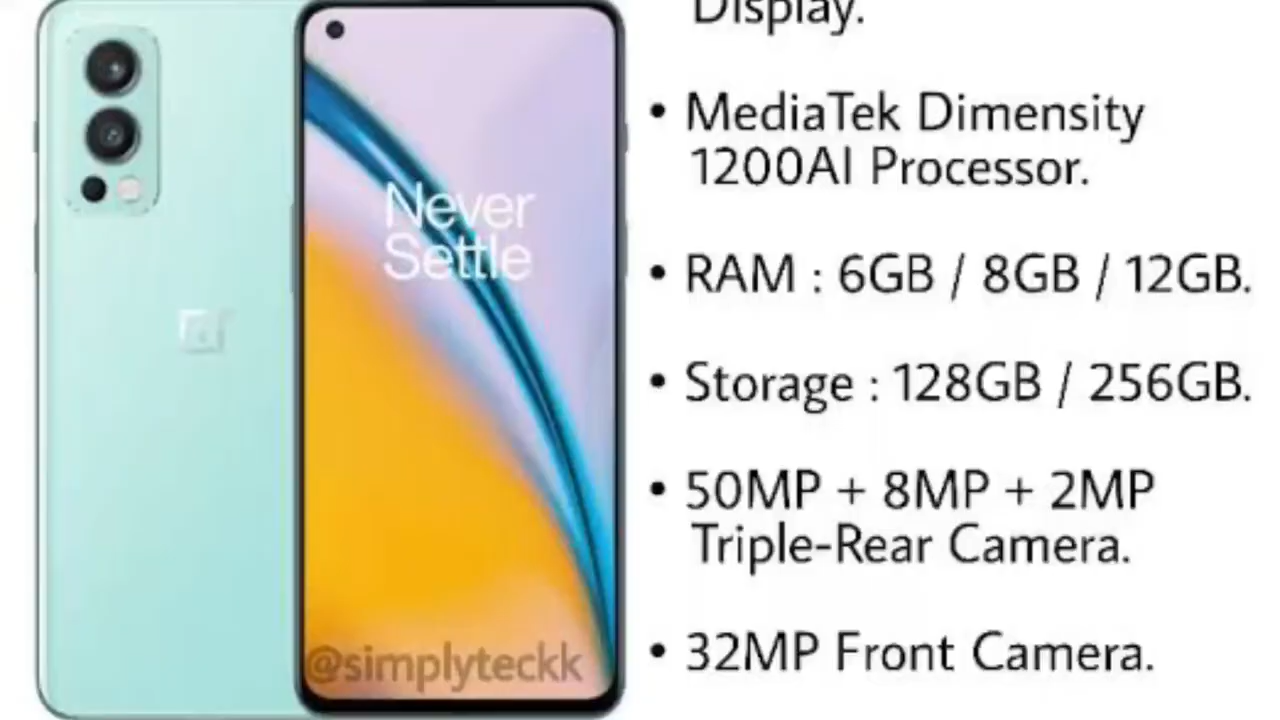 Display.
• MediaTek Dimensity
1200AI Processor.
• RAM : 6GB / 8GB / 12GB.
• Storage : 128GB / 256GB.
• 50MP + 8MP + 2MP
Triple-Rear Camera.
• 32MP Front Camera.
Never
Settle
@simplyteckk